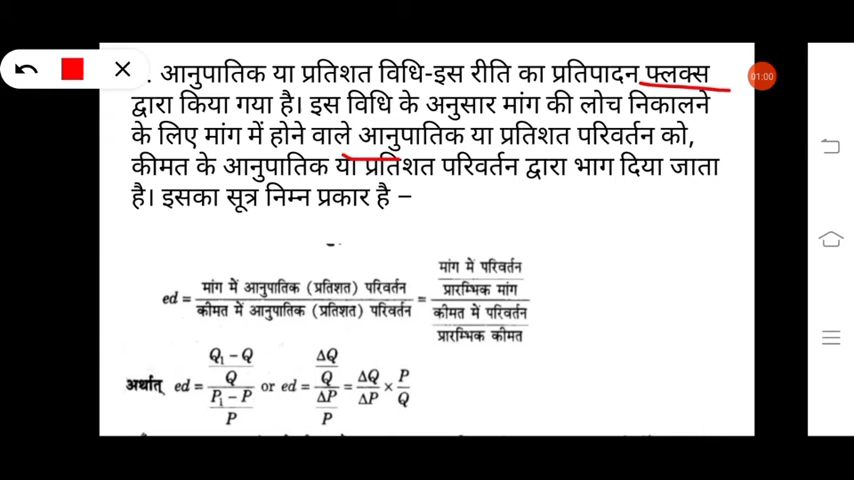 . आनुपातिक या प्रतिशत विधि-इस रीति का प्रतिपादन फ्लक्स
01:00
द्वारा किया गया है। इस विधि के अनुसार मांग की लोच निकालने
के लिए मांग में होने वाले आनुपातिक या प्रतिशत परिवर्तन को,
कीमत के आनुपातिक या प्रतिशत परिवर्तन द्वारा भाग दिया जाता
है। इसका सूत्र निम्न प्रकार है –
ed = मांग में आनुपातिक (प्रतिशत) परिवर्तन / कीमत में आनुपातिक (प्रतिशत) परिवर्तन = मांग में परिवर्तन / प्रारम्भिक मांग / कीमत में परिवर्तन / प्रारम्भिक कीमत
अर्थात् ed = Q₁ – Q / Q / P₁ – P / P or ed = ΔQ / Q / ΔP / P = ΔQ / ΔP × P / Q